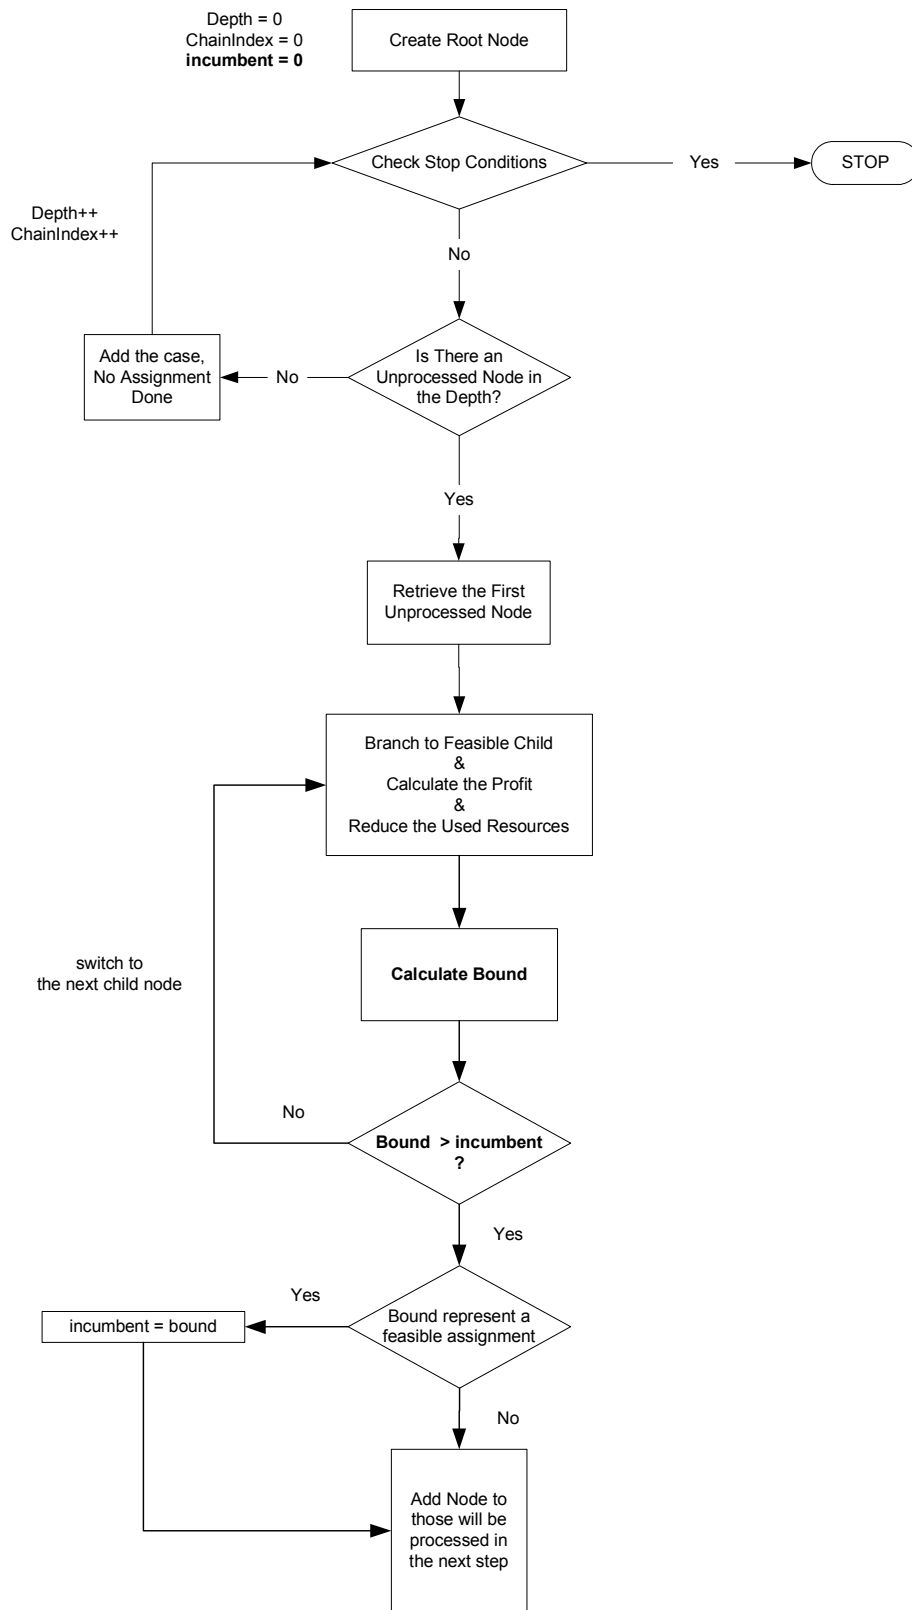 Depth = 0
ChainIndex = 0
incumbent = 0
Create Root Node
Check Stop Conditions
Yes
STOP
Depth++
ChainIndex++
No
Add the case,
No Assignment
Done
No
Is There an
Unprocessed Node in
the Depth?
Yes
Retrieve the First
Unprocessed Node
Branch to Feasible Child
&
Calculate the Profit
&
Reduce the Used Resources
switch to
the next child node
Calculate Bound
No
Bound > incumbent
?
Yes
Yes
incumbent = bound
Bound represent a
feasible assignment
No
Add Node to
those will be
processed in
the next step